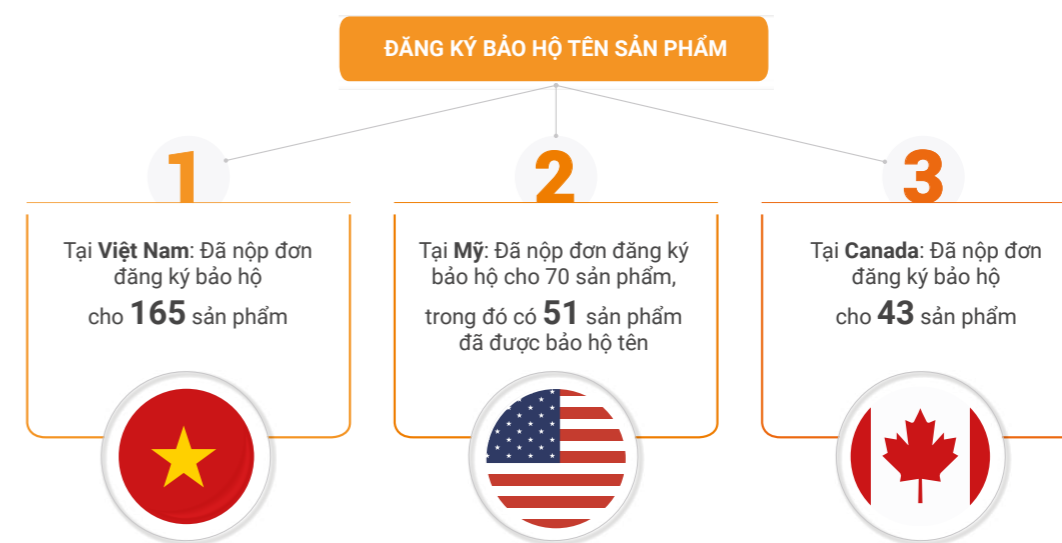 ĐĂNG KÝ BẢO HỘ TÊN SẢN PHẨM
1
Tại Việt Nam: Đã nộp đơn
đăng ký bảo hộ
cho 165 sản phẩm
2
Tại Mỹ: Đã nộp đơn đăng ký
bảo hộ cho 70 sản phẩm,
trong đó có 51 sản phẩm
đã được bảo hộ tên
3
Tại Canada: Đã nộp đơn
đăng ký bảo hộ
cho 43 sản phẩm